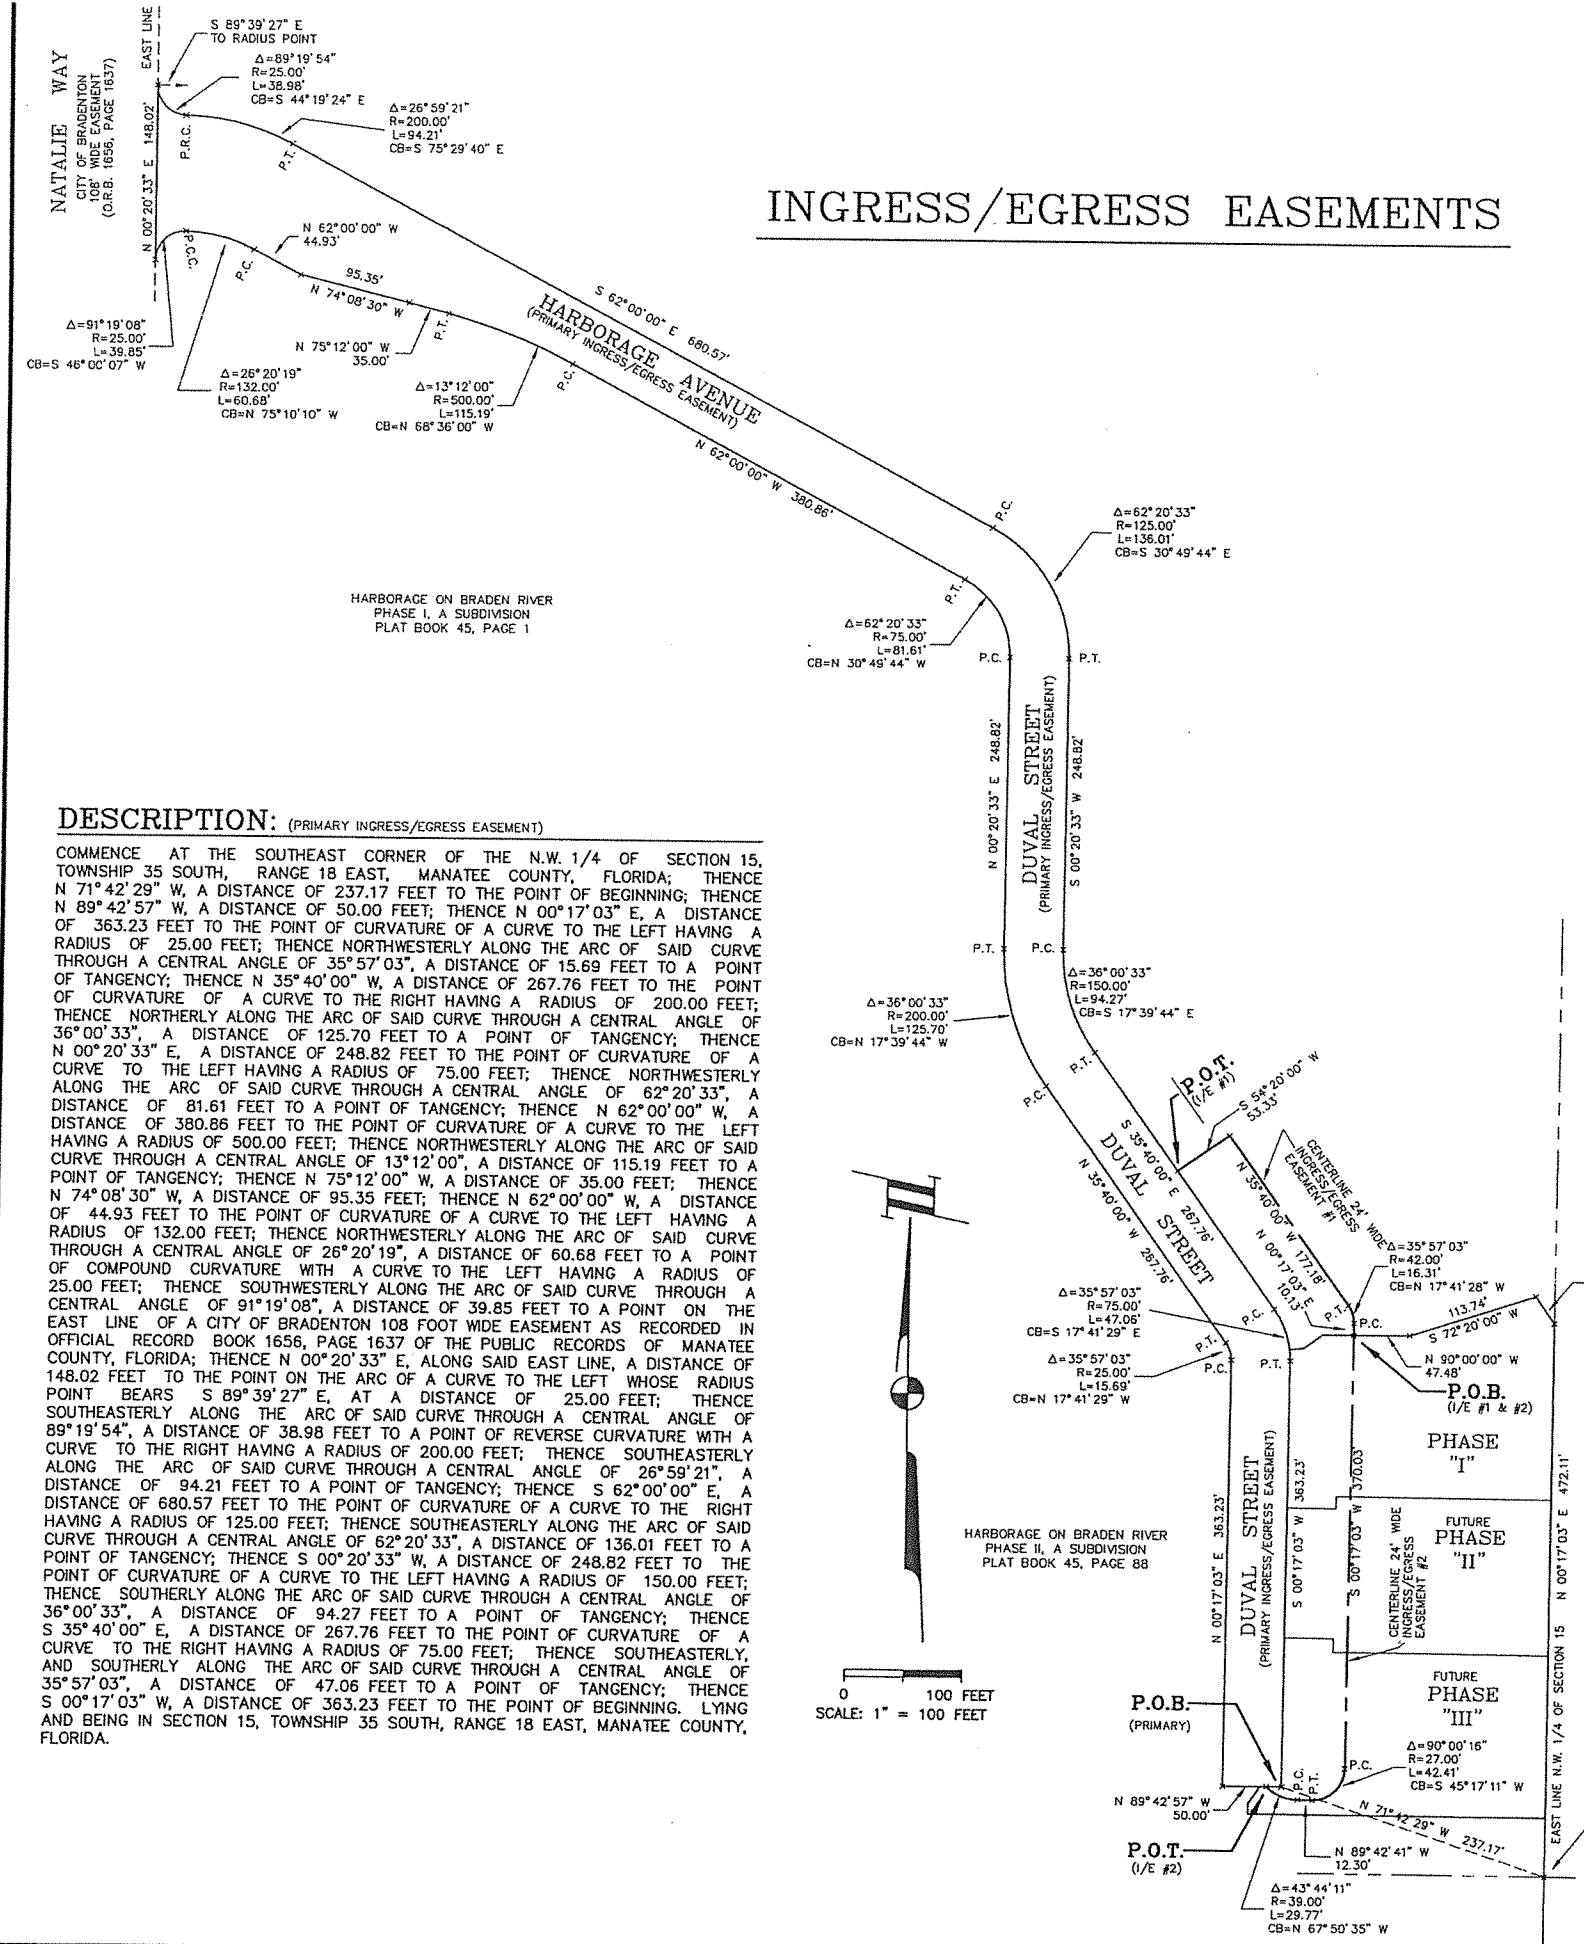 INGRESS/EGRESS EASEMENTS
NATALIE WAY
CITY OF BRADENTON
108' WIDE EASEMENT
(O.R.B. 1656, PAGE 1637)
EAST LINE
N 00°20'33" E 148.02'
S 89°39'27" E
TO RADIUS POINT
Δ=89°19'54"
R=25.00'
L=38.98'
CB=S 44°19'24" E
P.R.C.
Δ=26°59'21"
R=200.00'
L=94.21'
CB=S 75°29'40" E
P.T.
P.C.C.
P.C.
N 62°00'00" W
44.93'
95.35'
N 74°08'30" W
Δ=91°19'08"
R=25.00'
L=39.85'
CB=S 46°00'07" W
Δ=26°20'19"
R=132.00'
L=60.68'
CB=N 75°10'10" W
N 75°12'00" W
35.00'
P.T.
Δ=13°12'00"
R=500.00'
L=115.19'
CB=N 68°36'00" W
P.C.
S 62°00'00" E 680.57'
HARBORAGE AVENUE
(PRIMARY INGRESS/EGRESS EASEMENT)
N 62°00'00" W 380.86'
P.C.
Δ=62°20'33"
R=125.00'
L=136.01'
CB=S 30°49'44" E
P.T.
Δ=62°20'33"
R=75.00'
L=81.61'
CB=N 30°49'44" W
P.C.
P.T.
HARBORAGE ON BRADEN RIVER
PHASE I, A SUBDIVISION
PLAT BOOK 45, PAGE 1
N 00°20'33" E 248.82'
DUVAL STREET
(PRIMARY INGRESS/EGRESS EASEMENT)
S 00°20'33" W 248.82'
P.T.
P.C.
Δ=36°00'33"
R=150.00'
L=94.27'
CB=S 17°39'44" E
Δ=36°00'33"
R=200.00'
L=125.70'
CB=N 17°39'44" W
P.T.
P.C.
P.O.T.
(I/E #1)
S 54°20'00" W
53.33'
S 35°40'00" E 267.76'
DUVAL STREET
N 35°40'00" W 267.76'
CENTERLINE 24' WIDE
INGRESS/EGRESS
EASEMENT #1
N 35°40'00" W 177.18'
N 00°17'03" E
10.13'
Δ=35°57'03"
R=42.00'
L=16.31'
CB=N 17°41'28" W
P.T.
P.C.
113.74'
S 72°20'00" W
N 90°00'00" W
47.48'
P.O.B.
(I/E #1 & #2)
Δ=35°57'03"
R=75.00'
L=47.06'
CB=S 17°41'29" E
P.C.
P.T.
Δ=35°57'03"
R=25.00'
L=15.69'
CB=N 17°41'29" W
P.T.
P.C.
PHASE
"I"
FUTURE
PHASE
"II"
FUTURE
PHASE
"III"
N 00°17'03" E 363.23'
DUVAL STREET
(PRIMARY INGRESS/EGRESS EASEMENT)
S 00°17'03" W 363.23'
S 00°17'03" W 370.03'
CENTERLINE 24' WIDE
INGRESS/EGRESS
EASEMENT #2
EAST LINE N.W. 1/4 OF SECTION 15 N 00°17'03" E 472.11'
HARBORAGE ON BRADEN RIVER
PHASE II, A SUBDIVISION
PLAT BOOK 45, PAGE 88
0 100 FEET
SCALE: 1" = 100 FEET
P.O.B.
(PRIMARY)
N 89°42'57" W
50.00'
P.O.T.
(I/E #2)
P.C.
P.T.
P.C.
Δ=90°00'16"
R=27.00'
L=42.41'
CB=S 45°17'11" W
N 71°42'29" W 237.17'
N 89°42'41" W
12.30'
Δ=43°44'11"
R=39.00'
L=29.77'
CB=N 67°50'35" W
DESCRIPTION: (PRIMARY INGRESS/EGRESS EASEMENT)
COMMENCE AT THE SOUTHEAST CORNER OF THE N.W. 1/4 OF SECTION 15,
TOWNSHIP 35 SOUTH, RANGE 18 EAST, MANATEE COUNTY, FLORIDA; THENCE
N 71°42'29" W, A DISTANCE OF 237.17 FEET TO THE POINT OF BEGINNING; THENCE
N 89°42'57" W, A DISTANCE OF 50.00 FEET; THENCE N 00°17'03" E, A DISTANCE
OF 363.23 FEET TO THE POINT OF CURVATURE OF A CURVE TO THE LEFT HAVING A
RADIUS OF 25.00 FEET; THENCE NORTHWESTERLY ALONG THE ARC OF SAID CURVE
THROUGH A CENTRAL ANGLE OF 35°57'03", A DISTANCE OF 15.69 FEET TO A POINT
OF TANGENCY; THENCE N 35°40'00" W, A DISTANCE OF 267.76 FEET TO THE POINT
OF CURVATURE OF A CURVE TO THE RIGHT HAVING A RADIUS OF 200.00 FEET;
THENCE NORTHERLY ALONG THE ARC OF SAID CURVE THROUGH A CENTRAL ANGLE OF
36°00'33", A DISTANCE OF 125.70 FEET TO A POINT OF TANGENCY; THENCE
N 00°20'33" E, A DISTANCE OF 248.82 FEET TO THE POINT OF CURVATURE OF A
CURVE TO THE LEFT HAVING A RADIUS OF 75.00 FEET; THENCE NORTHWESTERLY
ALONG THE ARC OF SAID CURVE THROUGH A CENTRAL ANGLE OF 62°20'33", A
DISTANCE OF 81.61 FEET TO A POINT OF TANGENCY; THENCE N 62°00'00" W, A
DISTANCE OF 380.86 FEET TO THE POINT OF CURVATURE OF A CURVE TO THE LEFT
HAVING A RADIUS OF 500.00 FEET; THENCE NORTHWESTERLY ALONG THE ARC OF SAID
CURVE THROUGH A CENTRAL ANGLE OF 13°12'00", A DISTANCE OF 115.19 FEET TO A
POINT OF TANGENCY; THENCE N 75°12'00" W, A DISTANCE OF 35.00 FEET; THENCE
N 74°08'30" W, A DISTANCE OF 95.35 FEET; THENCE N 62°00'00" W, A DISTANCE
OF 44.93 FEET TO THE POINT OF CURVATURE OF A CURVE TO THE LEFT HAVING A
RADIUS OF 132.00 FEET; THENCE NORTHWESTERLY ALONG THE ARC OF SAID CURVE
THROUGH A CENTRAL ANGLE OF 26°20'19", A DISTANCE OF 60.68 FEET TO A POINT
OF COMPOUND CURVATURE WITH A CURVE TO THE LEFT HAVING A RADIUS OF
25.00 FEET; THENCE SOUTHWESTERLY ALONG THE ARC OF SAID CURVE THROUGH A
CENTRAL ANGLE OF 91°19'08", A DISTANCE OF 39.85 FEET TO A POINT ON THE
EAST LINE OF A CITY OF BRADENTON 108 FOOT WIDE EASEMENT AS RECORDED IN
OFFICIAL RECORD BOOK 1656, PAGE 1637 OF THE PUBLIC RECORDS OF MANATEE
COUNTY, FLORIDA; THENCE N 00°20'33" E, ALONG SAID EAST LINE, A DISTANCE OF
148.02 FEET TO THE POINT ON THE ARC OF A CURVE TO THE LEFT WHOSE RADIUS
POINT BEARS S 89°39'27" E, AT A DISTANCE OF 25.00 FEET; THENCE
SOUTHEASTERLY ALONG THE ARC OF SAID CURVE THROUGH A CENTRAL ANGLE OF
89°19'54", A DISTANCE OF 38.98 FEET TO A POINT OF REVERSE CURVATURE WITH A
CURVE TO THE RIGHT HAVING A RADIUS OF 200.00 FEET; THENCE SOUTHEASTERLY
ALONG THE ARC OF SAID CURVE THROUGH A CENTRAL ANGLE OF 26°59'21", A
DISTANCE OF 94.21 FEET TO A POINT OF TANGENCY; THENCE S 62°00'00" E, A
DISTANCE OF 680.57 FEET TO THE POINT OF CURVATURE OF A CURVE TO THE RIGHT
HAVING A RADIUS OF 125.00 FEET; THENCE SOUTHEASTERLY ALONG THE ARC OF SAID
CURVE THROUGH A CENTRAL ANGLE OF 62°20'33", A DISTANCE OF 136.01 FEET TO A
POINT OF TANGENCY; THENCE S 00°20'33" W, A DISTANCE OF 248.82 FEET TO THE
POINT OF CURVATURE OF A CURVE TO THE LEFT HAVING A RADIUS OF 150.00 FEET;
THENCE SOUTHERLY ALONG THE ARC OF SAID CURVE THROUGH A CENTRAL ANGLE OF
36°00'33", A DISTANCE OF 94.27 FEET TO A POINT OF TANGENCY; THENCE
S 35°40'00" E, A DISTANCE OF 267.76 FEET TO THE POINT OF CURVATURE OF A
CURVE TO THE RIGHT HAVING A RADIUS OF 75.00 FEET; THENCE SOUTHEASTERLY,
AND SOUTHERLY ALONG THE ARC OF SAID CURVE THROUGH A CENTRAL ANGLE OF
35°57'03", A DISTANCE OF 47.06 FEET TO A POINT OF TANGENCY; THENCE
S 00°17'03" W, A DISTANCE OF 363.23 FEET TO THE POINT OF BEGINNING. LYING
AND BEING IN SECTION 15, TOWNSHIP 35 SOUTH, RANGE 18 EAST, MANATEE COUNTY,
FLORIDA.